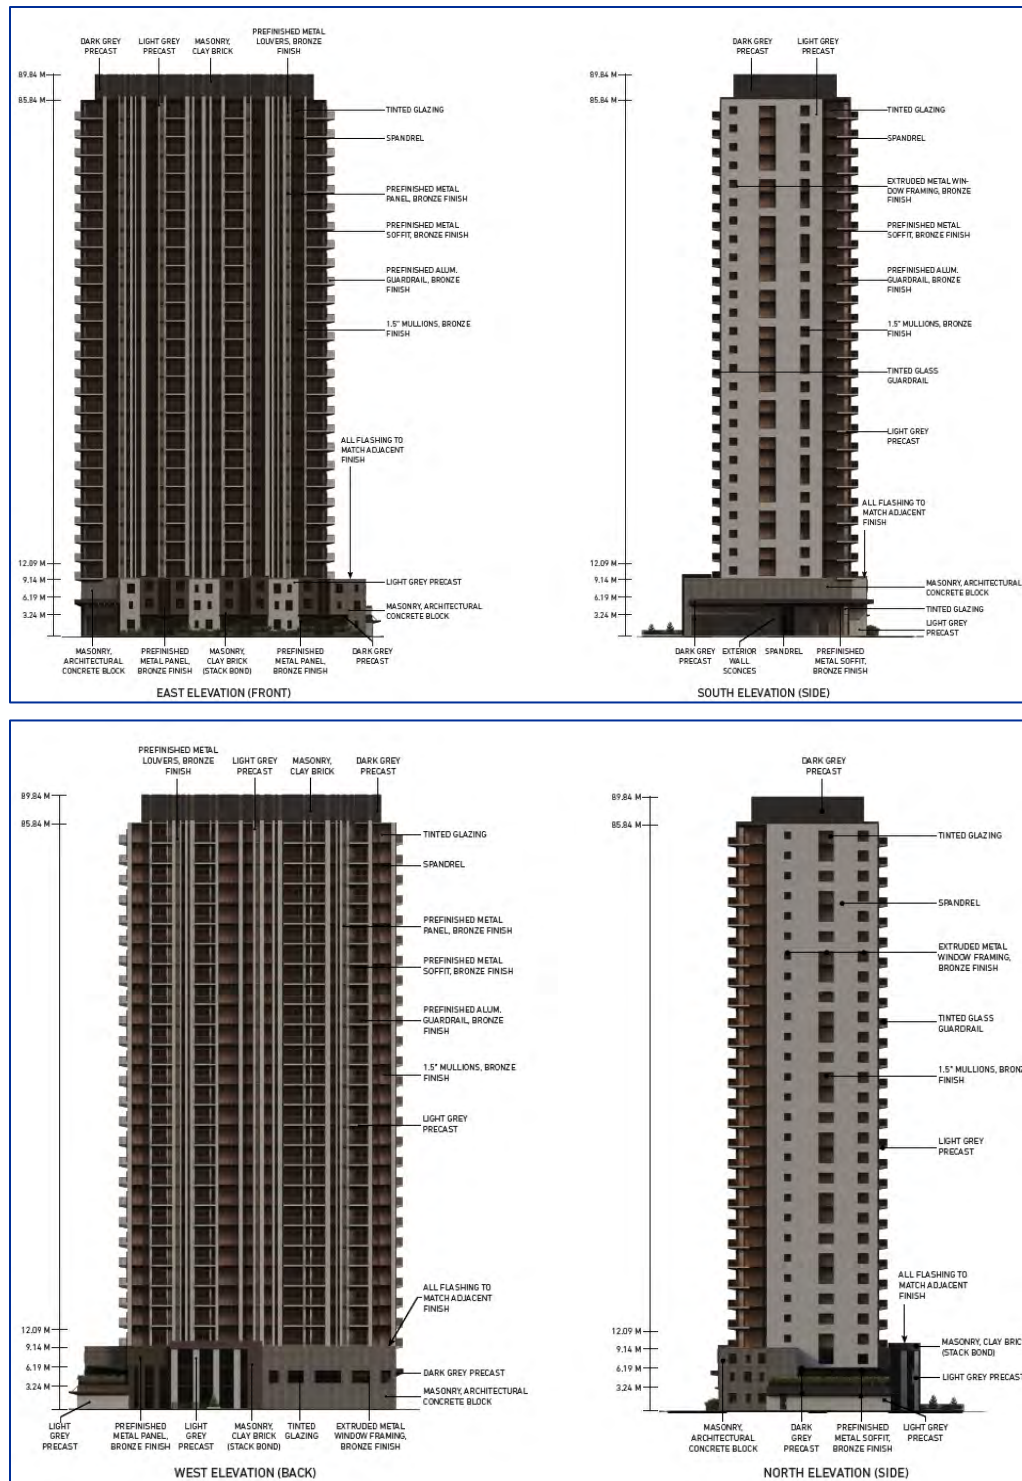 DARK GREY
PRECAST
LIGHT GREY
PRECAST
MASONRY,
CLAY BRICK
PREFINISHED METAL
LOUVERS, BRONZE
FINISH
89.84 M
85.84 M
TINTED GLAZING
SPANDREL
PREFINISHED METAL
PANEL, BRONZE FINISH
PREFINISHED METAL
SOFFIT, BRONZE FINISH
PREFINISHED ALUM.
GUARDRAIL, BRONZE
FINISH
1.5" MULLIONS, BRONZE
FINISH
ALL FLASHING TO
MATCH ADJACENT
FINISH
12.09 M
9.14 M
6.19 M
3.24 M
LIGHT GREY PRECAST
MASONRY, ARCHITECTURAL
CONCRETE BLOCK
MASONRY,
ARCHITECTURAL
CONCRETE BLOCK
PREFINISHED
METAL PANEL,
BRONZE FINISH
MASONRY,
CLAY BRICK
(STACK BOND)
PREFINISHED
METAL PANEL,
BRONZE FINISH
DARK GREY
PRECAST
EAST ELEVATION (FRONT)
DARK GREY
PRECAST
LIGHT GREY
PRECAST
89.84 M
85.84 M
TINTED GLAZING
SPANDREL
EXTRUDED METAL WIN-
DOW FRAMING, BRONZE
FINISH
PREFINISHED METAL
SOFFIT, BRONZE FINISH
PREFINISHED ALUM.
GUARDRAIL, BRONZE
FINISH
1.5" MULLIONS, BRONZE
FINISH
TINTED GLASS
GUARDRAIL
LIGHT GREY
PRECAST
ALL FLASHING TO
MATCH ADJACENT
FINISH
12.09 M
9.14 M
6.19 M
3.24 M
MASONRY, ARCHITECTURAL
CONCRETE BLOCK
TINTED GLAZING
LIGHT GREY
PRECAST
DARK GREY
PRECAST
EXTERIOR
WALL
SCONCES
SPANDREL
PREFINISHED
METAL SOFFIT,
BRONZE FINISH
SOUTH ELEVATION (SIDE)
PREFINISHED METAL
LOUVERS, BRONZE
FINISH
LIGHT GREY
PRECAST
MASONRY,
CLAY BRICK
DARK GREY
PRECAST
89.84 M
85.84 M
TINTED GLAZING
SPANDREL
PREFINISHED METAL
PANEL, BRONZE FINISH
PREFINISHED METAL
SOFFIT, BRONZE FINISH
PREFINISHED ALUM.
GUARDRAIL, BRONZE
FINISH
1.5" MULLIONS, BRONZE
FINISH
LIGHT GREY
PRECAST
ALL FLASHING TO
MATCH ADJACENT
FINISH
12.09 M
9.14 M
6.19 M
3.24 M
DARK GREY PRECAST
MASONRY, ARCHITECTURAL
CONCRETE BLOCK
LIGHT
GREY
PRECAST
PREFINISHED
METAL PANEL,
BRONZE FINISH
LIGHT
GREY
PRECAST
MASONRY,
CLAY BRICK
(STACK BOND)
TINTED
GLAZING
EXTRUDED METAL
WINDOW FRAMING,
BRONZE FINISH
WEST ELEVATION (BACK)
DARK GREY
PRECAST
89.84 M
85.84 M
TINTED GLAZING
SPANDREL
EXTRUDED METAL
WINDOW FRAMING,
BRONZE FINISH
TINTED GLASS
GUARDRAIL
1.5" MULLIONS, BRONZ
FINISH
LIGHT GREY
PRECAST
ALL FLASHING TO
MATCH ADJACENT
FINISH
12.09 M
9.14 M
6.19 M
3.24 M
MASONRY, CLAY BRIC
(STACK BOND)
LIGHT GREY PRECAST
MASONRY,
ARCHITECTURAL
CONCRETE BLOCK
DARK
GREY
PRECAST
PREFINISHED
METAL SOFFIT,
BRONZE FINISH
LIGHT GREY
PRECAST
NORTH ELEVATION (SIDE)